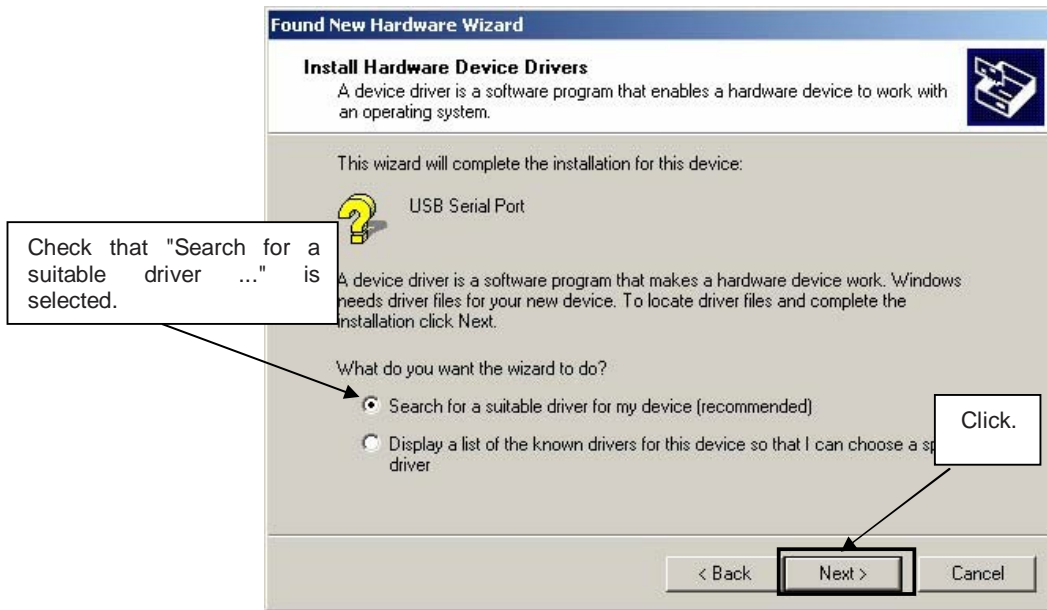 Found New Hardware Wizard
Install Hardware Device Drivers
A device driver is a software program that enables a hardware device to work with
an operating system.
This wizard will complete the installation for this device:
USB Serial Port
Check that "Search for a
suitable driver ..." is
selected.
A device driver is a software program that makes a hardware device work. Windows
needs driver files for your new device. To locate driver files and complete the
installation click Next.
What do you want the wizard to do?
Search for a suitable driver for my device (recommended)
Display a list of the known drivers for this device so that I can choose a
driver
Click.
< Back
Next >
Cancel